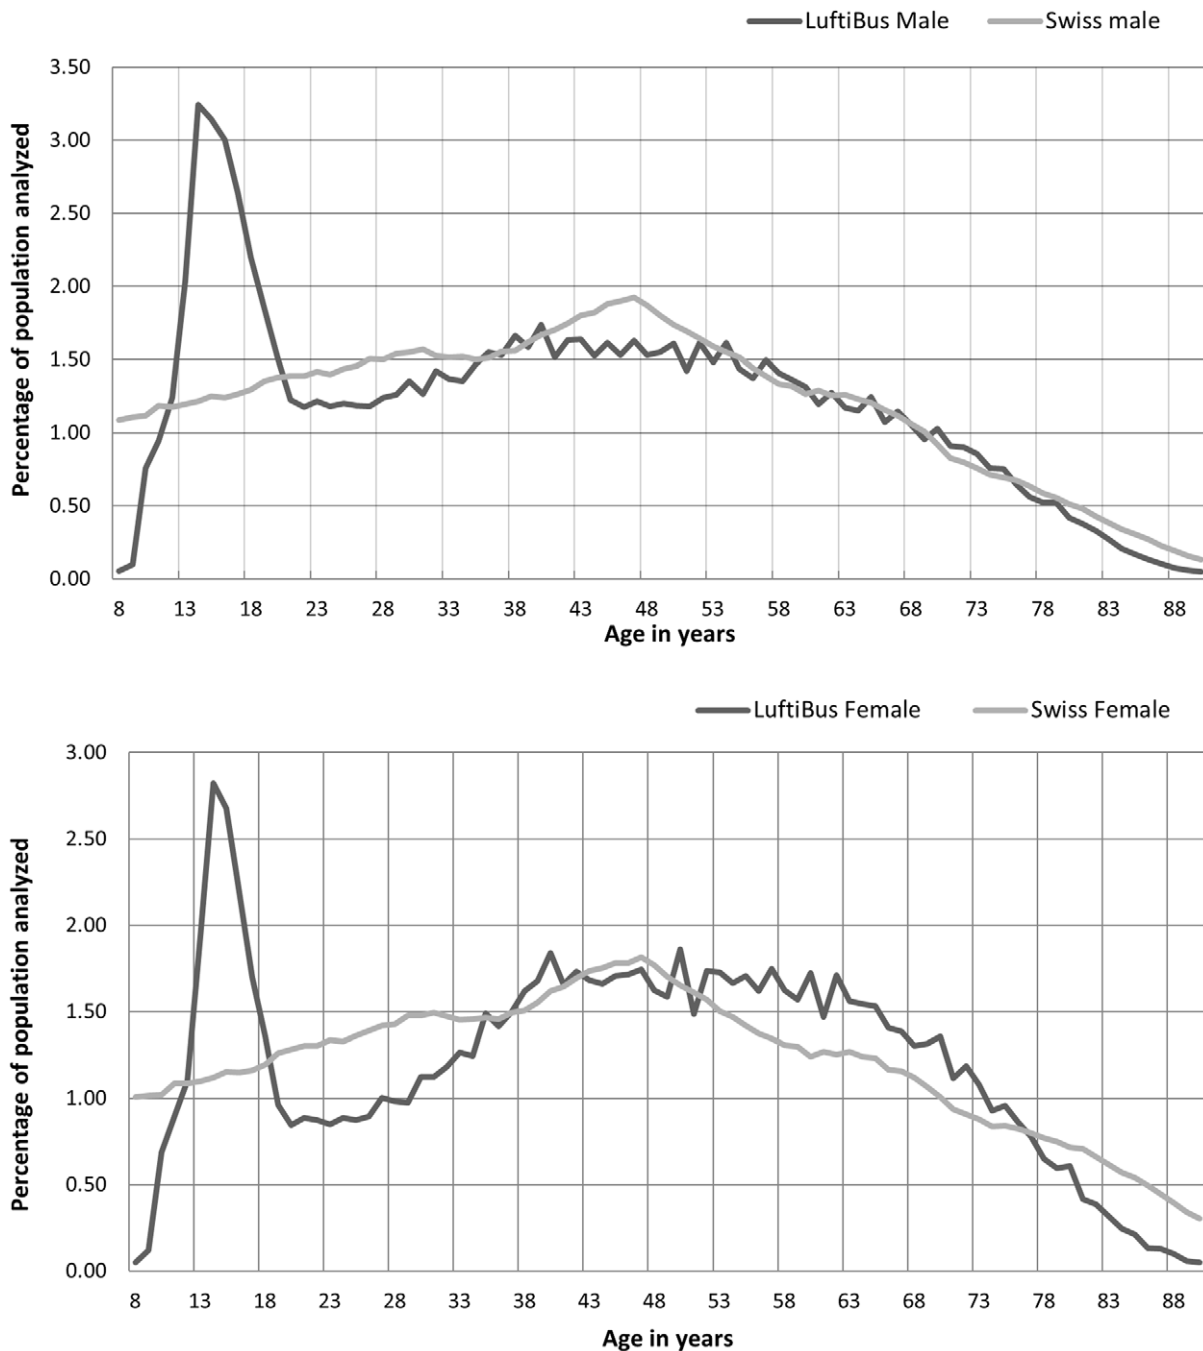 LuftiBus Male Swiss male
Percentage of population analyzed
3.50
3.00
2.50
2.00
1.50
1.00
0.50
0.00
8 13 18 23 28 33 38 43 48 53 58 63 68 73 78 83 88
Age in years
LuftiBus Female Swiss Female
Percentage of population analyzed
3.00
2.50
2.00
1.50
1.00
0.50
0.00
8 13 18 23 28 33 38 43 48 53 58 63 68 73 78 83 88
Age in years